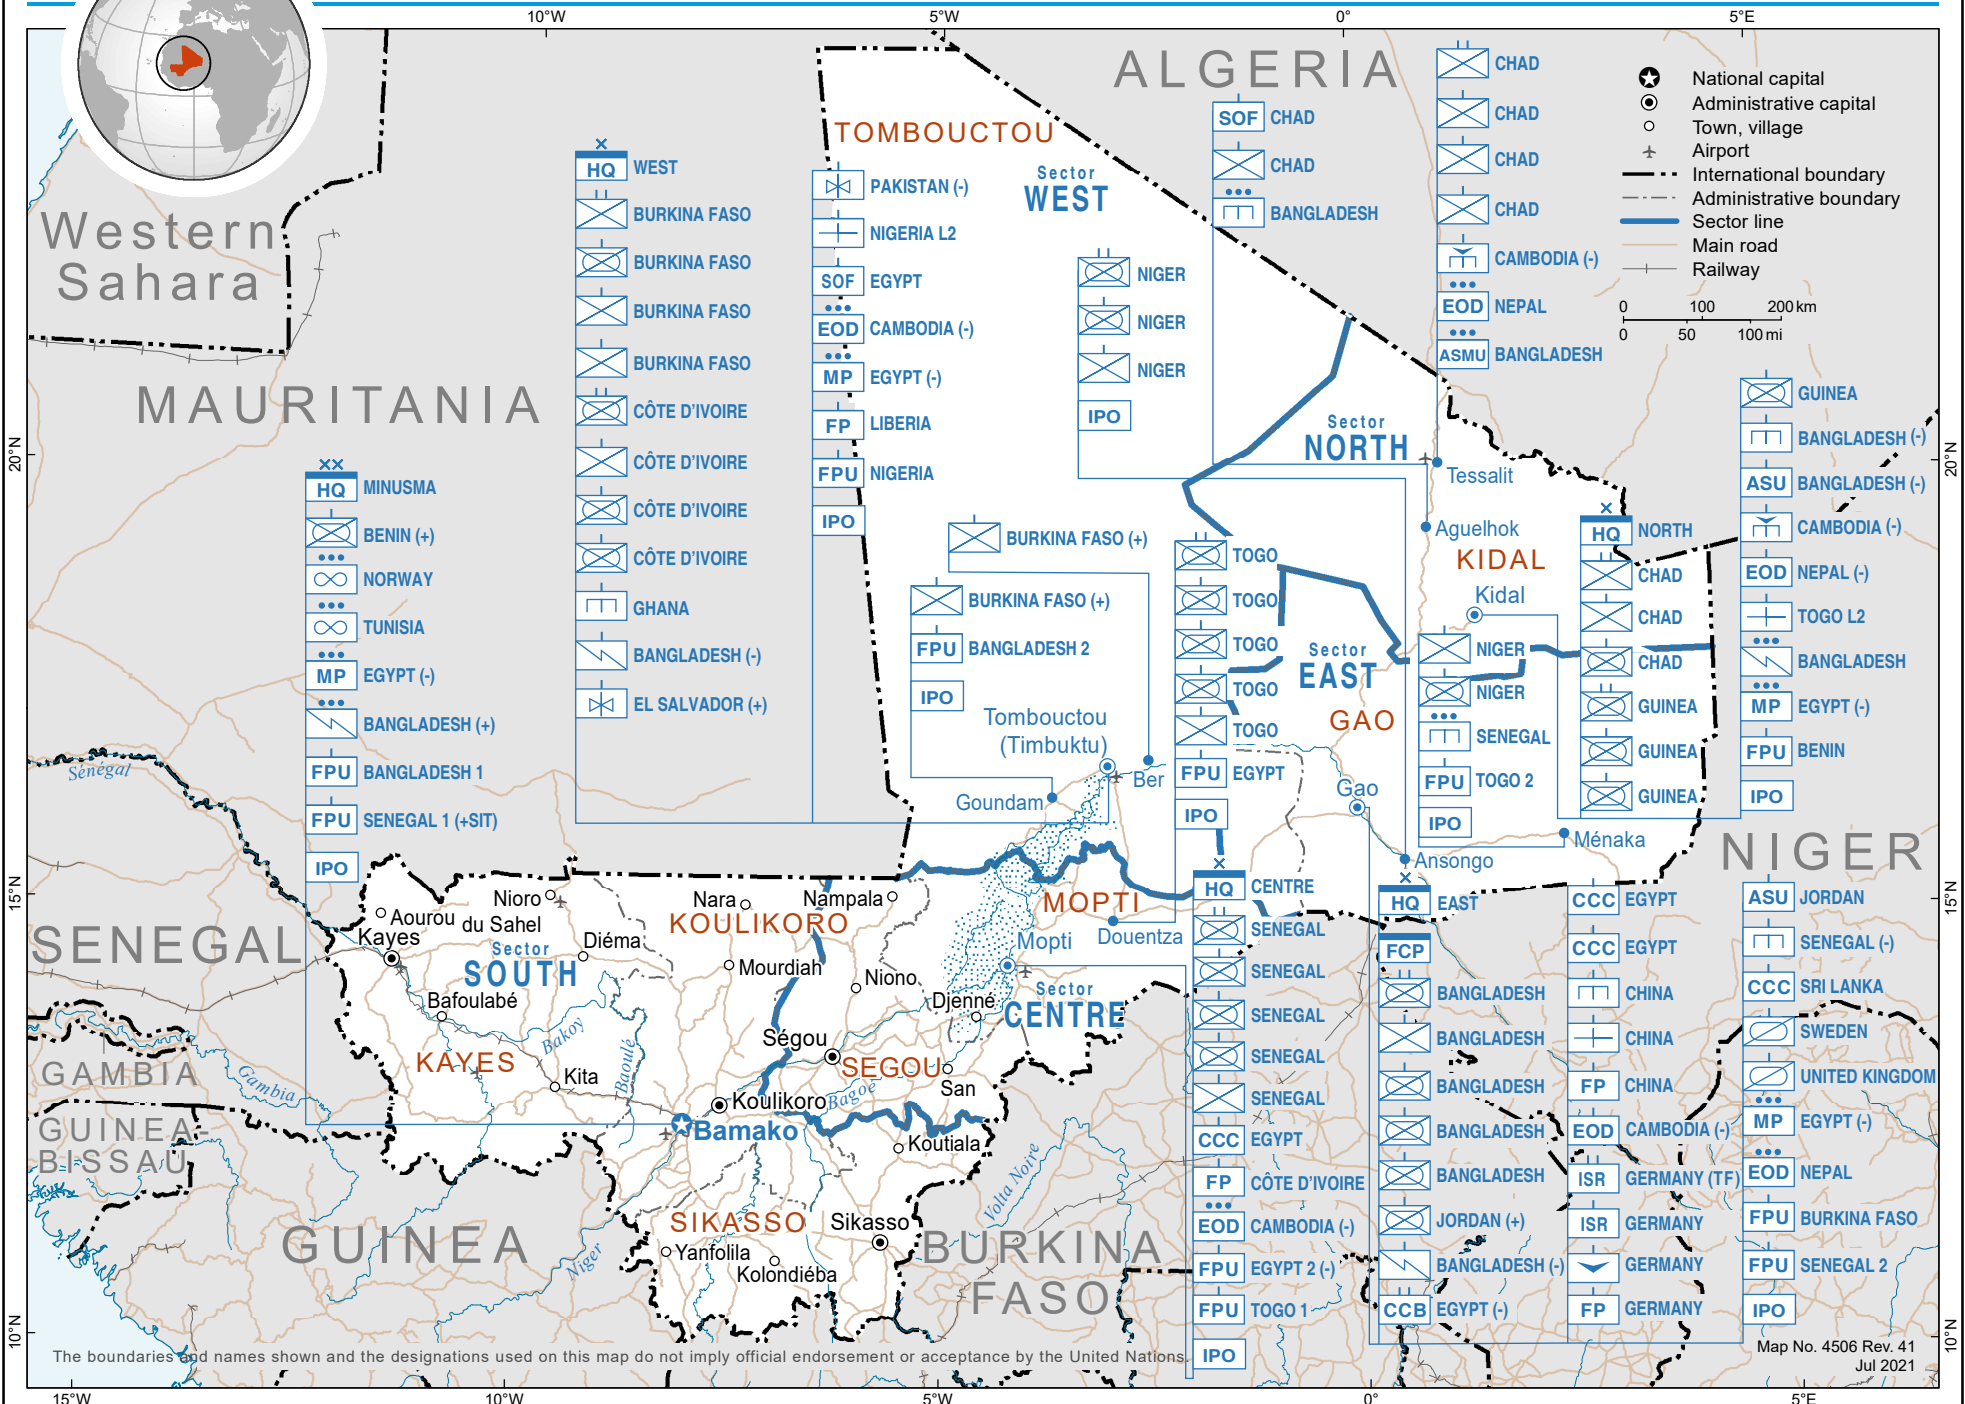 10°W
5°W
0°
5°E
ALGERIA
Western
Sahara
MAURITANIA
SENEGAL
GAMBIA
GUINEA-
BISSAU
GUINEA
BURKINA
FASO
NIGER
National capital
Administrative capital
Town, village
Airport
International boundary
Administrative boundary
Sector line
Main road
Railway
0 100 200 km
0 50 100 mi
TOMBOUCTOU
Sector
WEST
Sector
NORTH
Sector
EAST
Sector
SOUTH
Sector
CENTRE
KIDAL
GAO
MOPTI
KOULIKORO
KAYES
SEGOU
SIKASSO
HQ MINUSMA
BENIN (+)
NORWAY
TUNISIA
MP EGYPT (-)
BANGLADESH (+)
FPU BANGLADESH 1
FPU SENEGAL 1 (+SIT)
IPO
HQ WEST
BURKINA FASO
BURKINA FASO
BURKINA FASO
BURKINA FASO
CÔTE D'IVOIRE
CÔTE D'IVOIRE
CÔTE D'IVOIRE
CÔTE D'IVOIRE
GHANA
BANGLADESH (-)
EL SALVADOR (+)
PAKISTAN (-)
NIGERIA L2
SOF EGYPT
EOD CAMBODIA (-)
MP EGYPT (-)
FP LIBERIA
FPU NIGERIA
IPO
BURKINA FASO (+)
BURKINA FASO (+)
FPU BANGLADESH 2
IPO
NIGER
NIGER
NIGER
IPO
SOF CHAD
CHAD
BANGLADESH
CHAD
CHAD
CHAD
CHAD
CAMBODIA (-)
EOD NEPAL
ASMU BANGLADESH
TOGO
TOGO
TOGO
TOGO
TOGO
FPU EGYPT
IPO
NIGER
NIGER
SENEGAL
FPU TOGO 2
IPO
HQ NORTH
CHAD
CHAD
CHAD
GUINEA
GUINEA
GUINEA
GUINEA
BANGLADESH (-)
ASU BANGLADESH (-)
CAMBODIA (-)
EOD NEPAL (-)
TOGO L2
BANGLADESH
MP EGYPT (-)
FPU BENIN
IPO
HQ CENTRE
SENEGAL
SENEGAL
SENEGAL
SENEGAL
SENEGAL
CCC EGYPT
FP CÔTE D'IVOIRE
EOD CAMBODIA (-)
FPU EGYPT 2 (-)
FPU TOGO 1
IPO
HQ EAST
FCP
BANGLADESH
BANGLADESH
BANGLADESH
BANGLADESH
BANGLADESH
JORDAN (+)
BANGLADESH (-)
CCB EGYPT (-)
CCC EGYPT
CCC EGYPT
CHINA
CHINA
FP CHINA
EOD CAMBODIA (-)
ISR GERMANY (TF)
ISR GERMANY
GERMANY
FP GERMANY
ASU JORDAN
SENEGAL (-)
CCC SRI LANKA
SWEDEN
UNITED KINGDOM
MP EGYPT (-)
EOD NEPAL
FPU BURKINA FASO
FPU SENEGAL 2
IPO
Tessalit
Aguelhok
Kidal
Tombouctou
(Timbuktu)
Ber
Goundam
Gao
Ménaka
Ansongo
Douentza
Mopti
Nioro
du Sahel
Nara
Nampala
Aourou
Kayes
Diéma
Mourdiah
Niono
Bafoulabé
Djenné
Ségou
San
Kita
Koulikoro
Bamako
Koutiala
Sikasso
Yanfolila
Kolondiéba
Sénégal
Gambia
Bakoy
Baoulé
Bagoé
Niger
Volta Noire
20°N
15°N
10°N
20°N
15°N
10°N
The boundaries and names shown and the designations used on this map do not imply official endorsement or acceptance by the United Nations.
Map No. 4506 Rev. 41
Jul 2021
15°W
10°W
5°W
0°
5°E